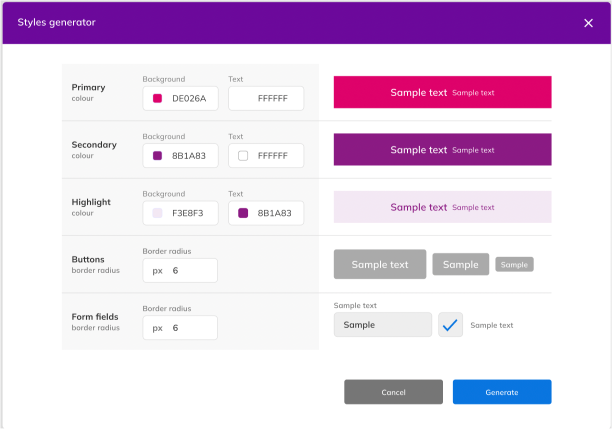 Styles generator
Background Text
Primary
colour
DE026A FFFFFF
Sample text Sample text
Background Text
Secondary
colour
8B1A83 FFFFFF
Sample text Sample text
Background Text
Highlight
colour
F3E8F3 8B1A83
Sample text Sample text
Border radius
Buttons
border radius
px 6
Sample text Sample Sample
Border radius
Form fields
border radius
px 6
Sample text
Sample
Sample text
Cancel Generate